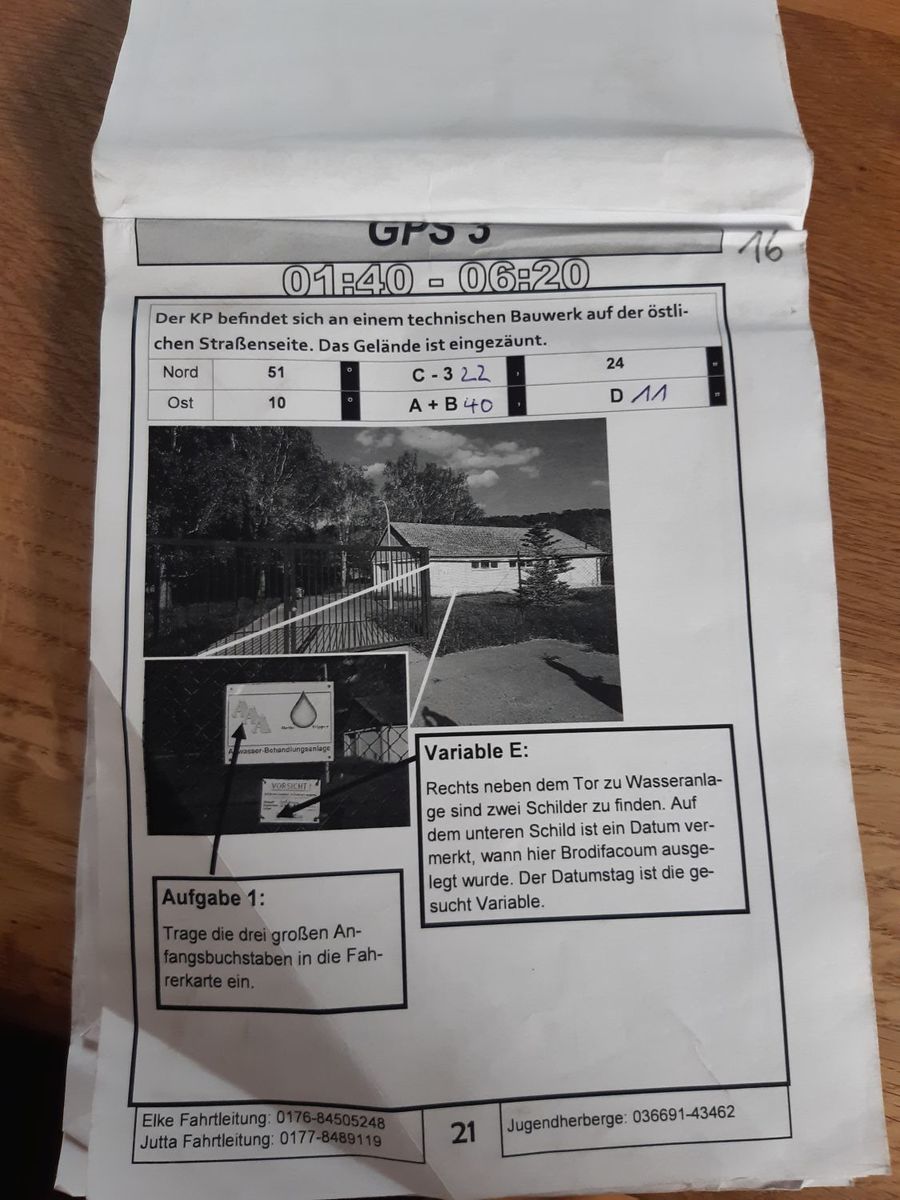 GPS 3
16
01:40 - 06:20
Der KP befindet sich an einem technischen Bauwerk auf der östli-
chen Straßenseite. Das Gelände ist eingezäunt.
Nord 51 ° C - 3 22 , 24 "
Ost 10 ° A + B 40 , D 11 "
AAA
Abwasser-Behandlungsanlage
VORSICHT!
Variable E:
Rechts neben dem Tor zu Wasseranla-
ge sind zwei Schilder zu finden. Auf
dem unteren Schild ist ein Datum ver-
merkt, wann hier Brodifacoum ausge-
legt wurde. Der Datumstag ist die ge-
sucht Variable.
Aufgabe 1:
Trage die drei großen An-
fangsbuchstaben in die Fah-
rerkarte ein.
Elke Fahrtleitung: 0176-84505248
Jutta Fahrtleitung: 0177-8489119
21
Jugendherberge: 036691-43462